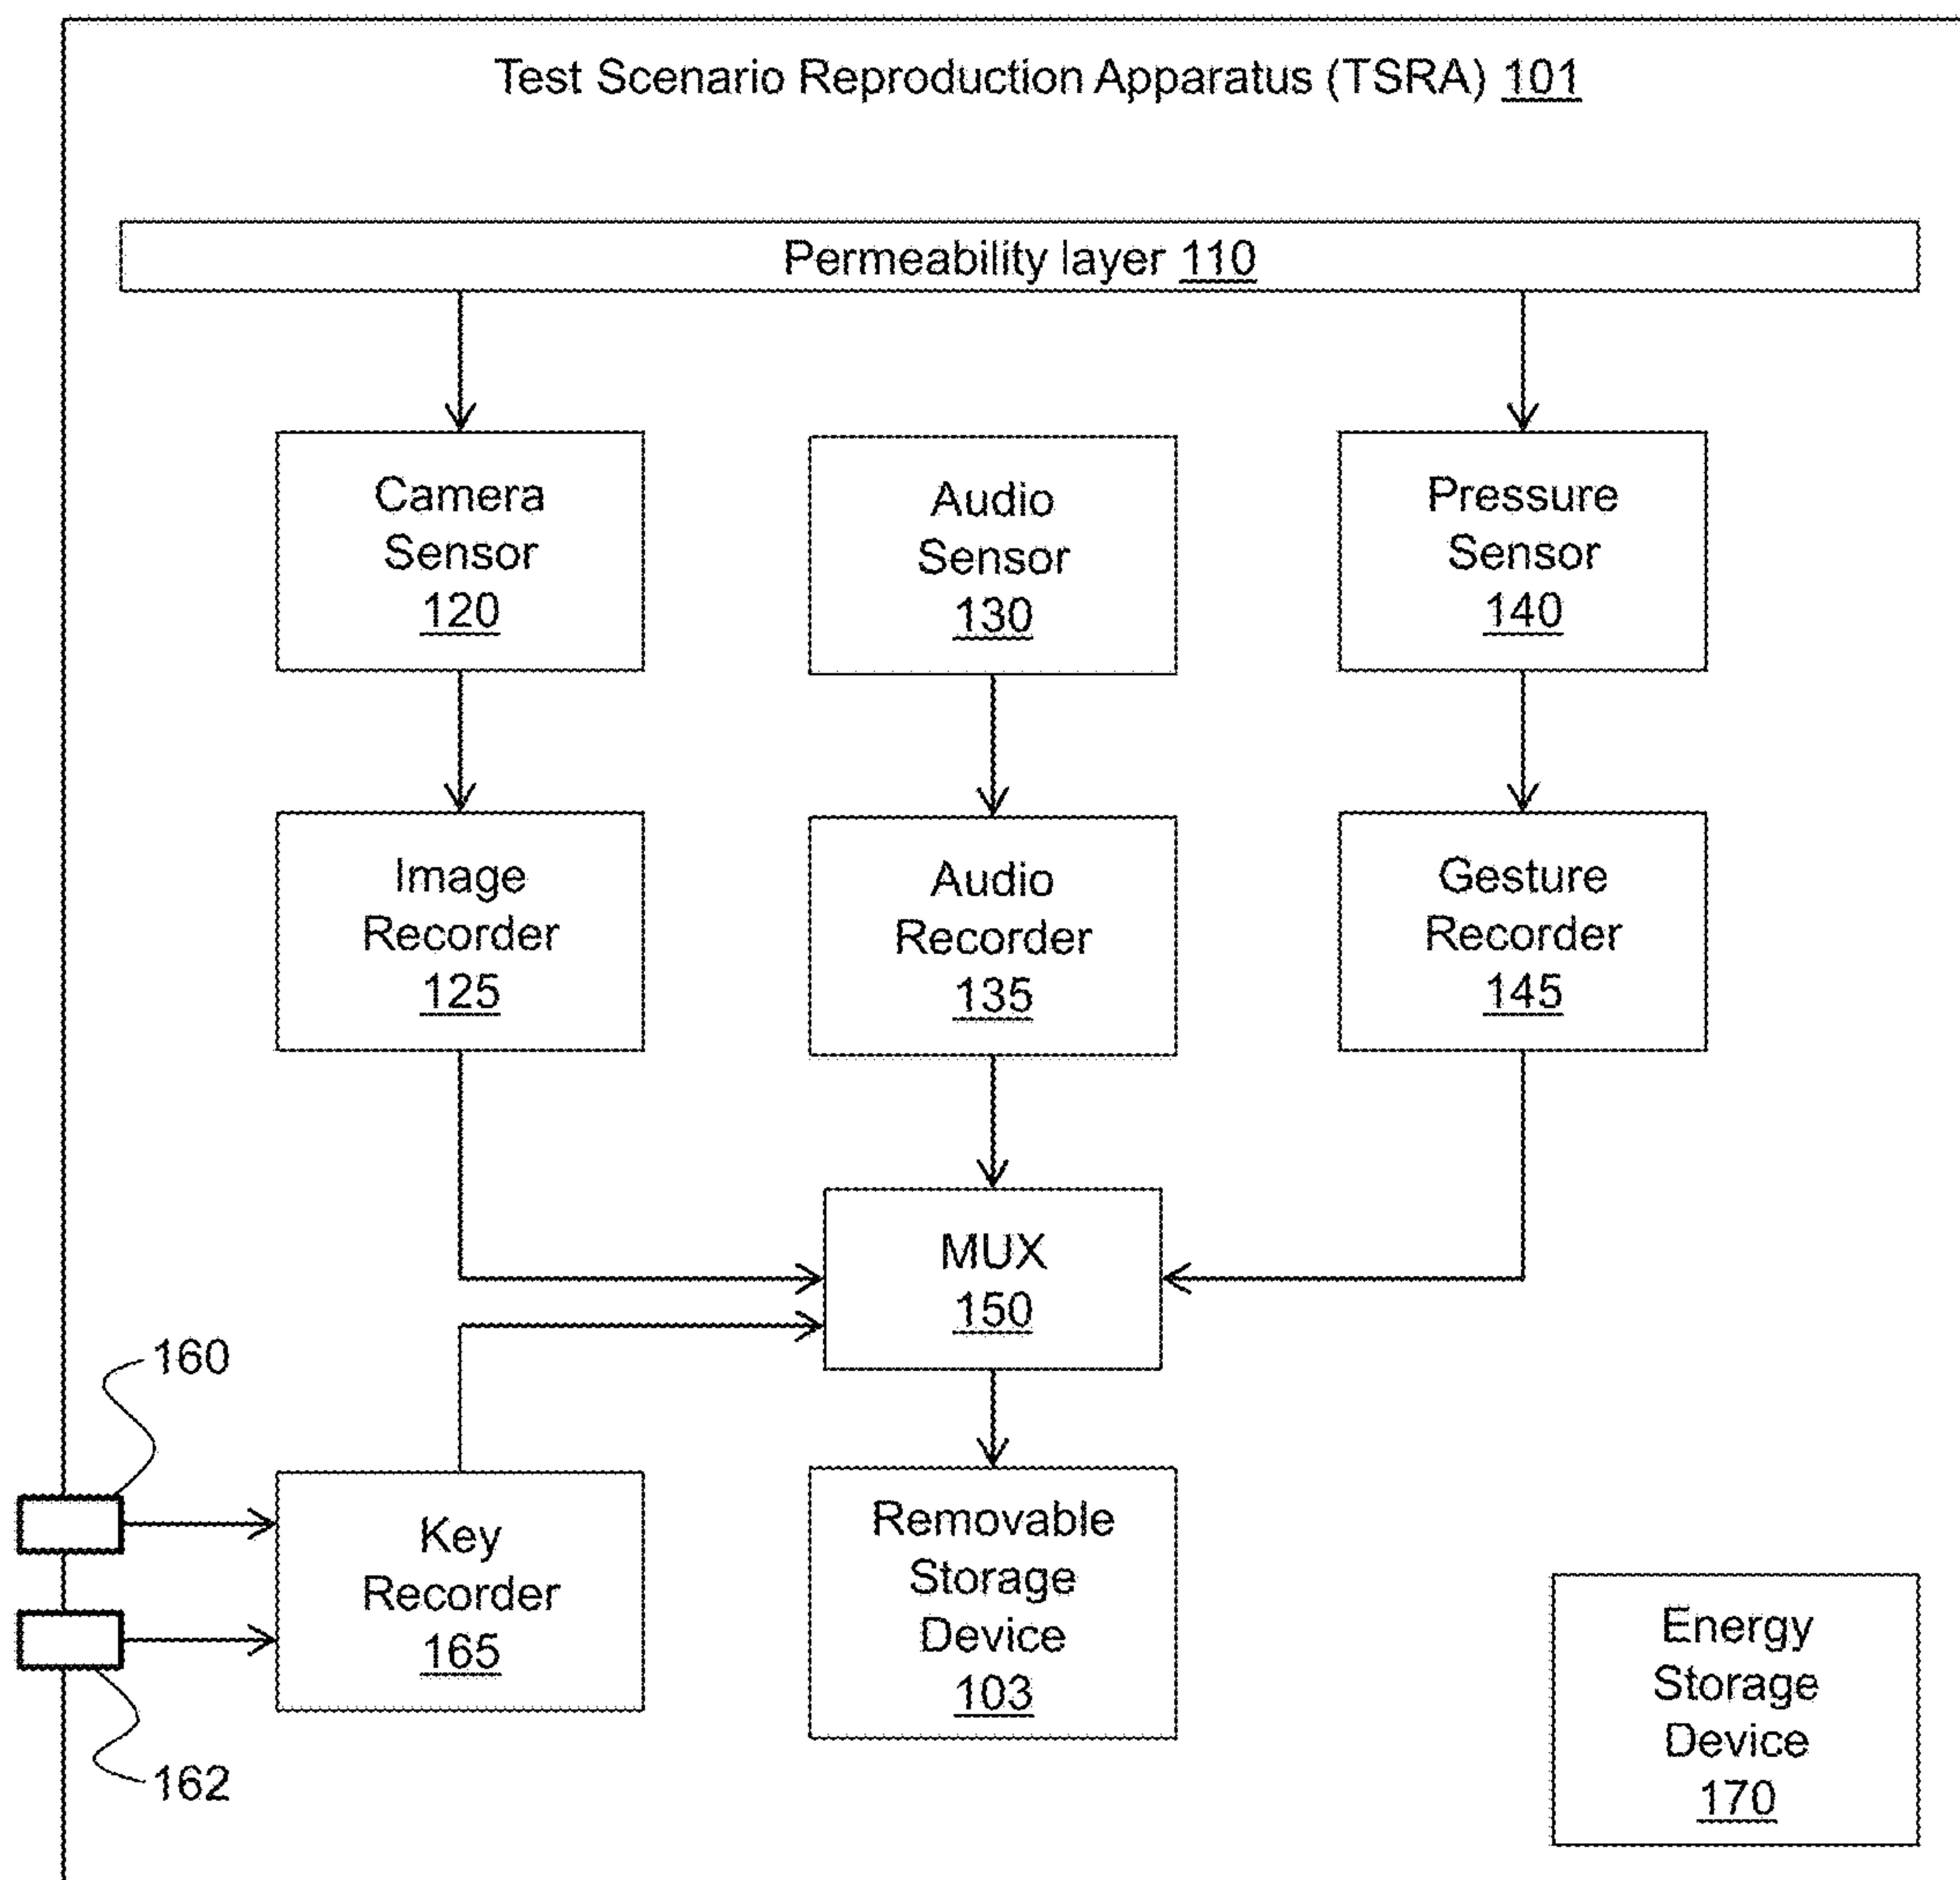 Test Scenario Reproduction Apparatus (TSRA) 101
Permeability layer 110
Camera
Sensor
120
Audio
Sensor
130
Pressure
Sensor
140
Image
Recorder
125
Audio
Recorder
135
Gesture
Recorder
145
MUX
150
160
Key
Recorder
165
162
Removable
Storage
Device
103
Energy
Storage
Device
170